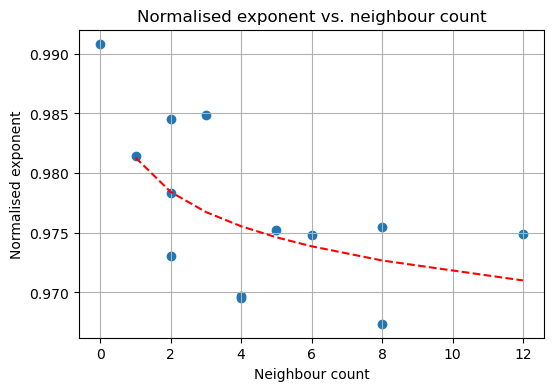 Normalised exponent vs. neighbour count
Normalised exponent
0.990
0.985
0.980
0.975
0.970
0 2 4 6 8 10 12
Neighbour count